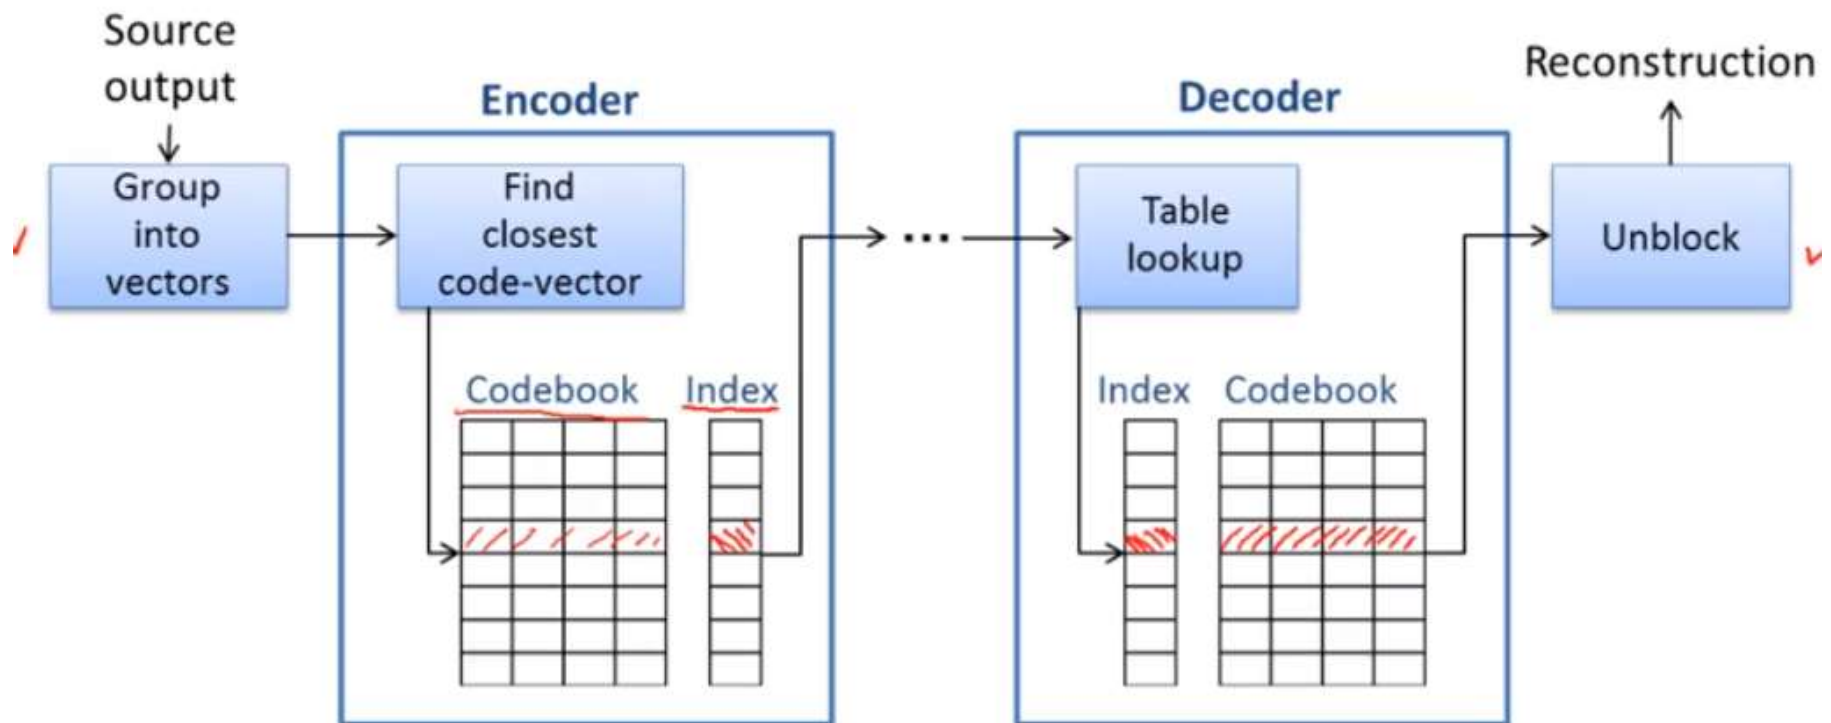 Source
output
Encoder
Decoder
Reconstruction
Group
into
vectors
Find
closest
code-vector
...
Table
lookup
Unblock
Codebook
Index
Index
Codebook